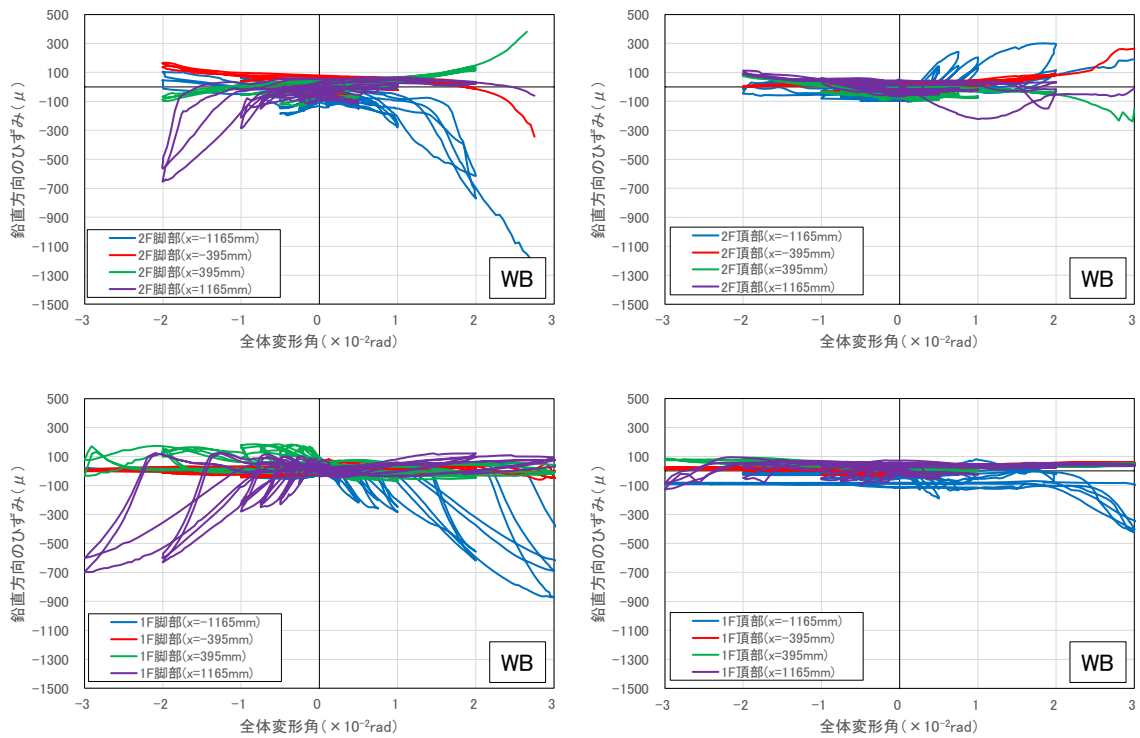 500
300
100
-100
-300
-500
-700
-900
-1100
-1300
-1500
鉛直方向のひずみ(μ)
2F脚部(x=-1165mm)
2F脚部(x=-395mm)
2F脚部(x=395mm)
2F脚部(x=1165mm)
WB
-3 -2 -1 0 1 2 3
全体変形角(×10⁻²rad)
500
300
100
-100
-300
-500
-700
-900
-1100
-1300
-1500
鉛直方向のひずみ(μ)
2F頂部(x=-1165mm)
2F頂部(x=-395mm)
2F頂部(x=395mm)
2F頂部(x=1165mm)
WB
-3 -2 -1 0 1 2 3
全体変形角(×10⁻²rad)
500
300
100
-100
-300
-500
-700
-900
-1100
-1300
-1500
鉛直方向のひずみ(μ)
1F脚部(x=-1165mm)
1F脚部(x=-395mm)
1F脚部(x=395mm)
1F脚部(x=1165mm)
WB
-3 -2 -1 0 1 2 3
全体変形角(×10⁻²rad)
500
300
100
-100
-300
-500
-700
-900
-1100
-1300
-1500
鉛直方向のひずみ(μ)
1F頂部(x=-1165mm)
1F頂部(x=-395mm)
1F頂部(x=395mm)
1F頂部(x=1165mm)
WB
-3 -2 -1 0 1 2 3
全体変形角(×10⁻²rad)